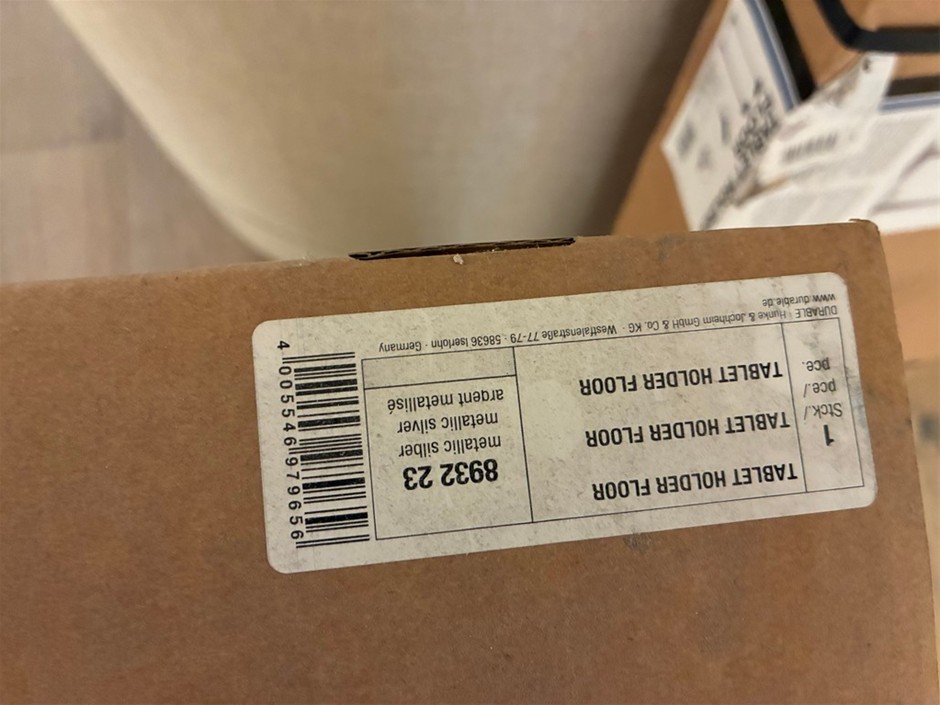 1
Stck./
pce./
pce.
TABLET HOLDER FLOOR
TABLET HOLDER FLOOR
TABLET HOLDER FLOOR
8932 23
metallic silber
metallic silver
argent metallisé
DURABLE · Hunke & Jochheim GmbH & Co. KG · Westfalenstraße 77-79 · 58636 Iserlohn · Germany
www.durable.de
4 005546 979656